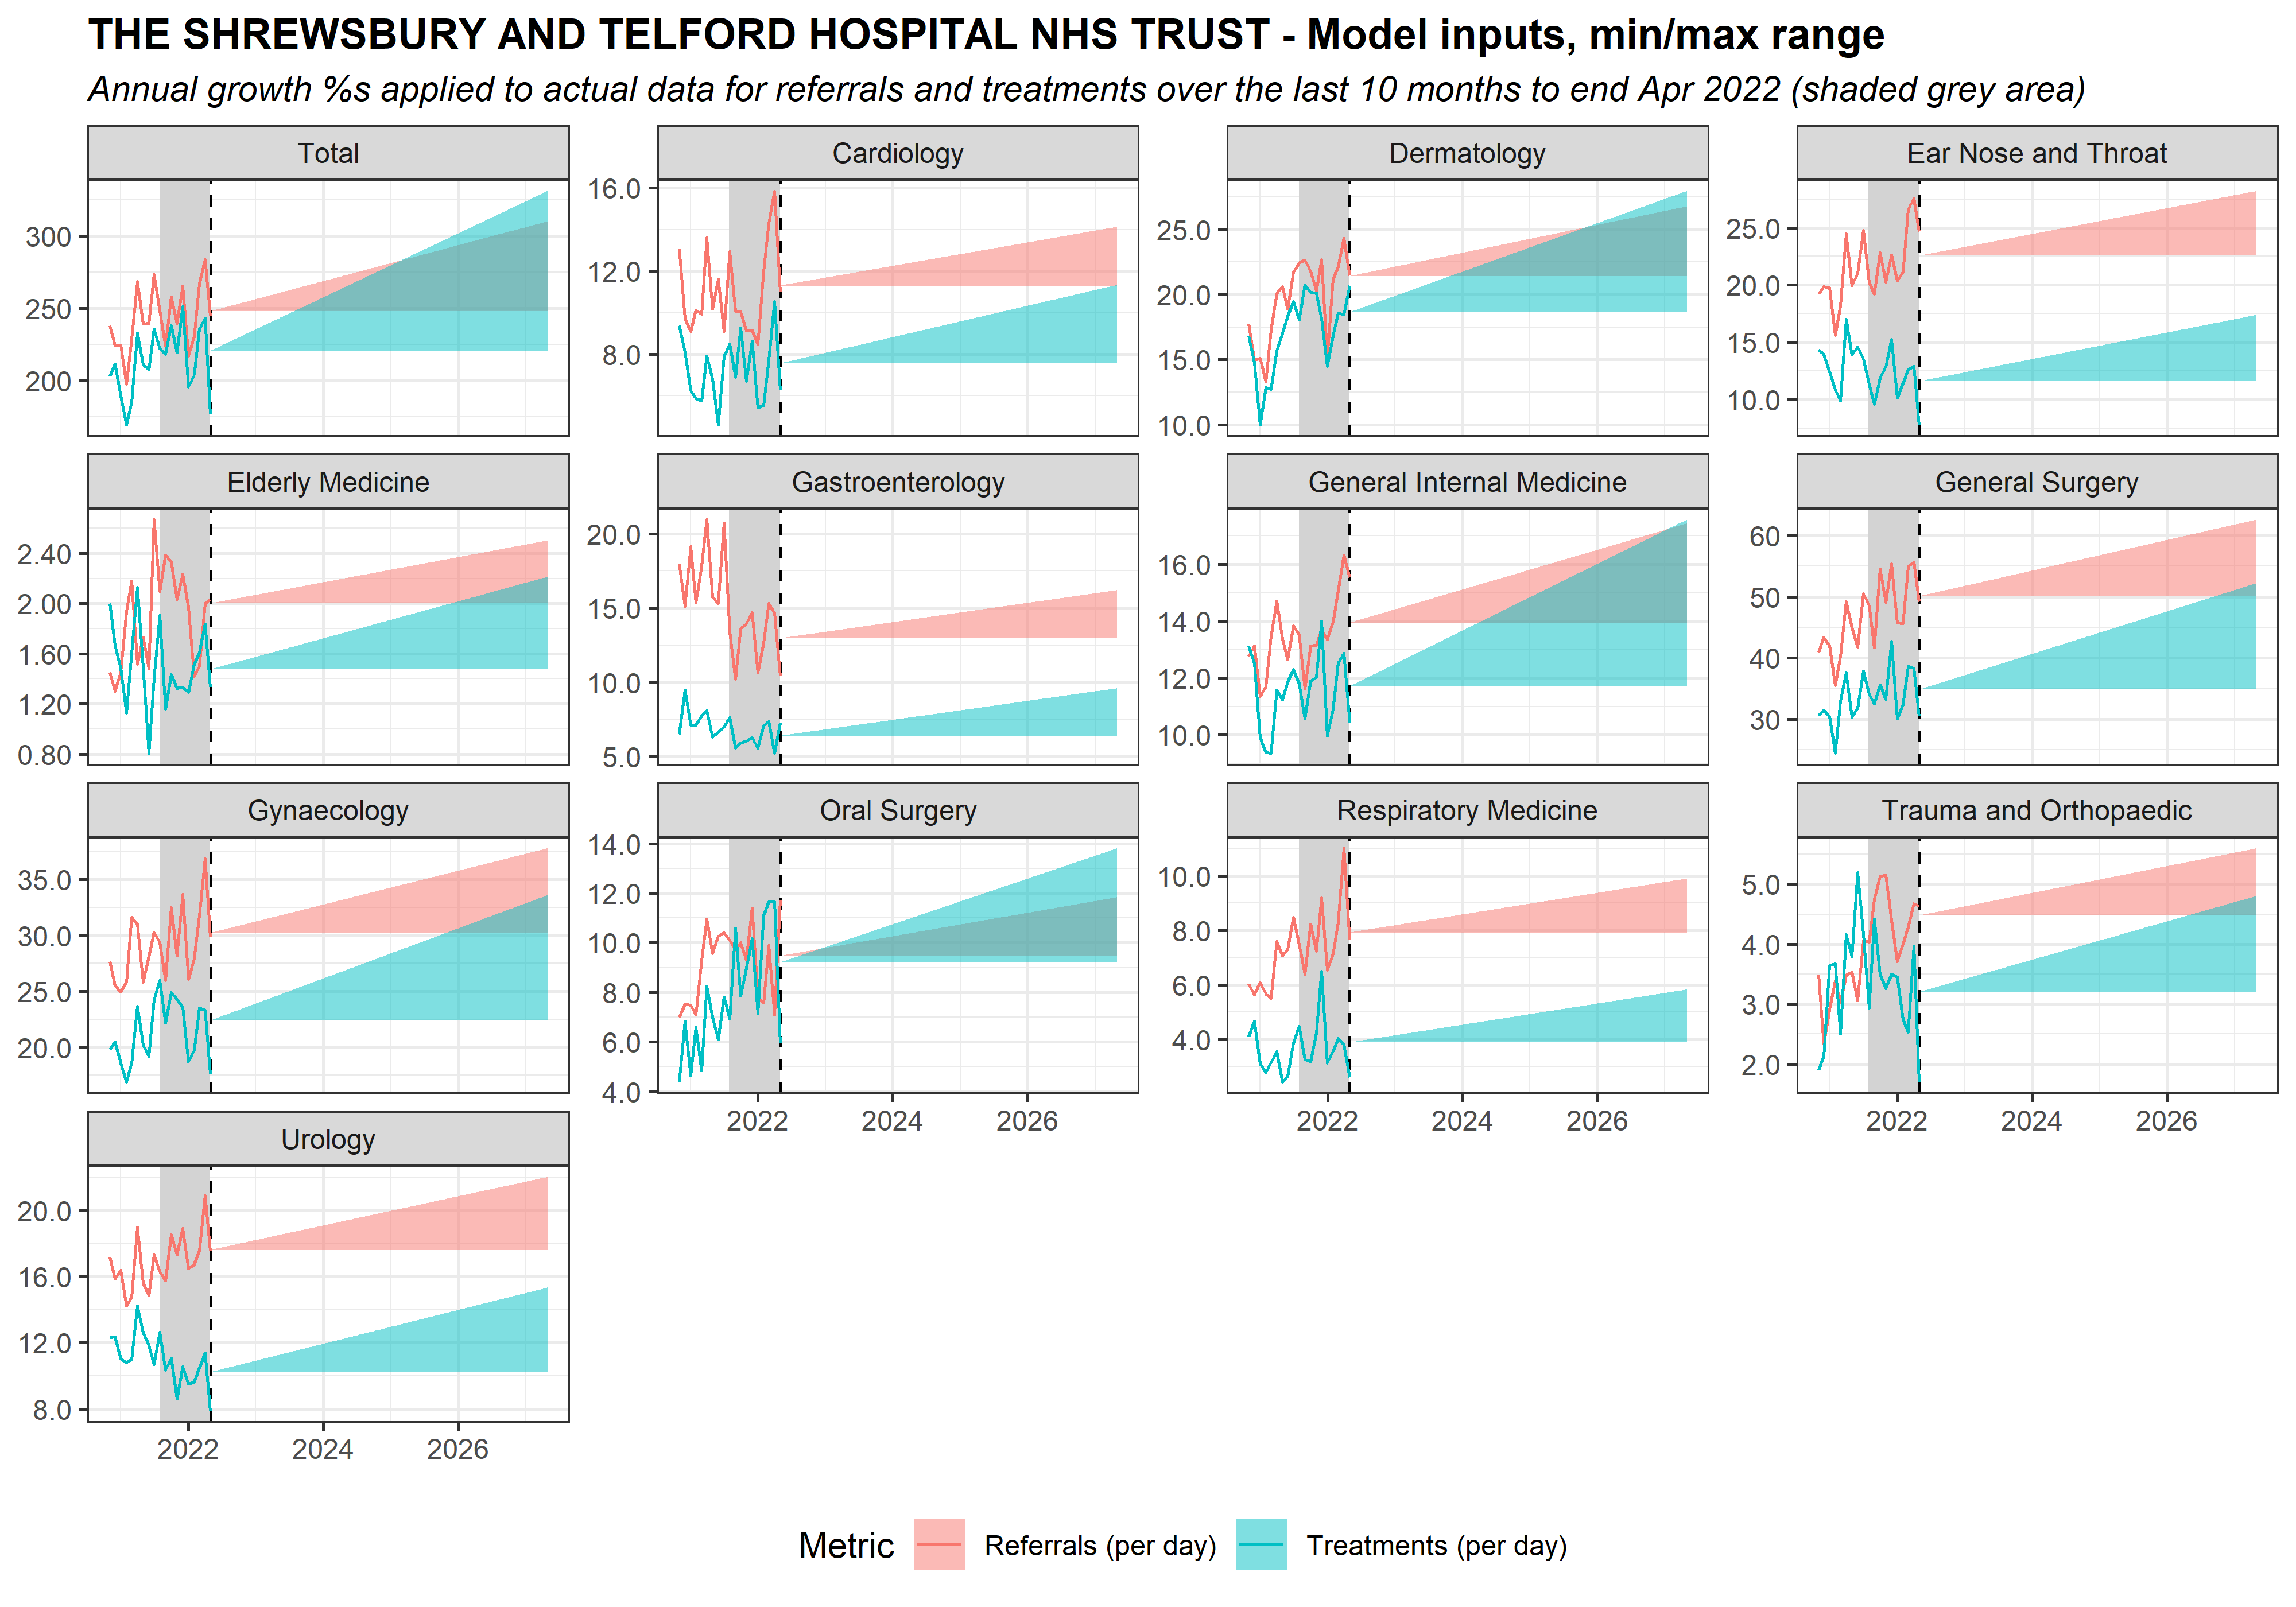 THE SHREWSBURY AND TELFORD HOSPITAL NHS TRUST - Model inputs, min/max range
Annual growth %s applied to actual data for referrals and treatments over the last 10 months to end Apr 2022 (shaded grey area)
Total
300
250
200
Cardiology
16.0
12.0
8.0
Dermatology
25.0
20.0
15.0
10.0
Ear Nose and Throat
25.0
20.0
15.0
10.0
Elderly Medicine
2.40
2.00
1.60
1.20
0.80
Gastroenterology
20.0
15.0
10.0
5.0
General Internal Medicine
16.0
14.0
12.0
10.0
General Surgery
60
50
40
30
Gynaecology
35.0
30.0
25.0
20.0
Oral Surgery
14.0
12.0
10.0
8.0
6.0
4.0
2022 2024 2026
Respiratory Medicine
10.0
8.0
6.0
4.0
2022 2024 2026
Trauma and Orthopaedic
5.0
4.0
3.0
2.0
2022 2024 2026
Urology
20.0
16.0
12.0
8.0
2022 2024 2026
Metric Referrals (per day) Treatments (per day)